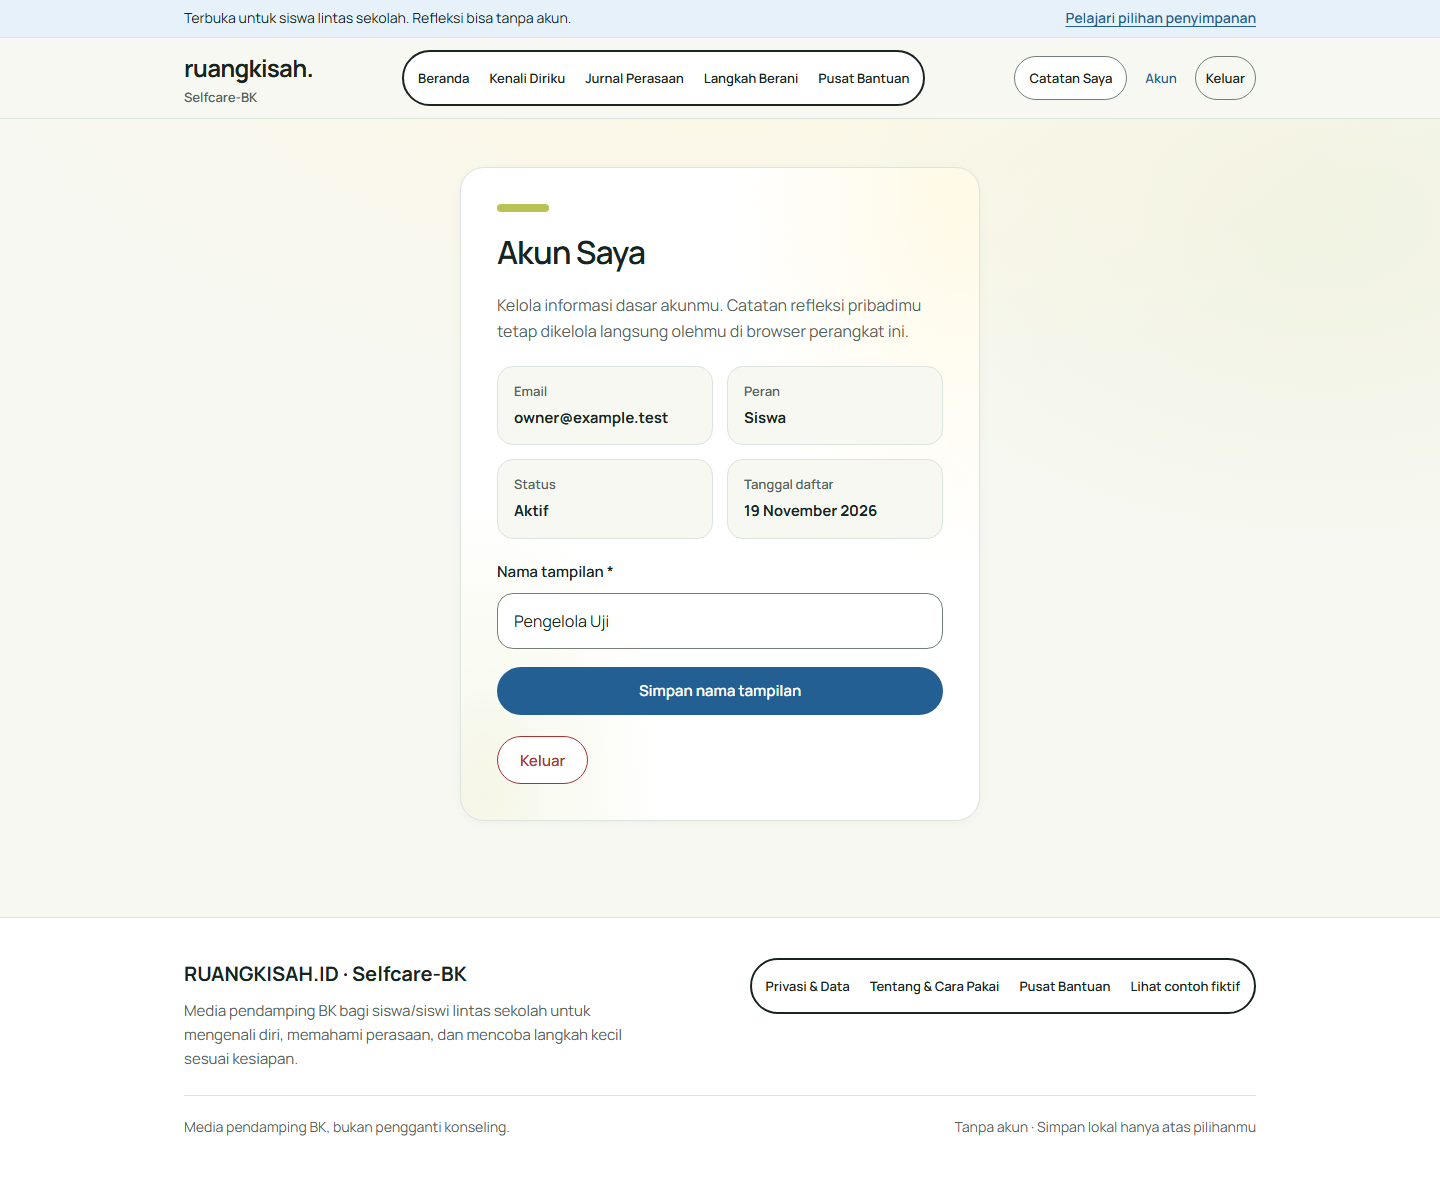 Terbuka untuk siswa lintas sekolah. Refleksi bisa tanpa akun.
Pelajari pilihan penyimpanan
ruangkisah.
Selfcare-BK
Beranda
Kenali Diriku
Jurnal Perasaan
Langkah Berani
Pusat Bantuan
Catatan Saya
Akun
Keluar
Akun Saya
Kelola informasi dasar akunmu. Catatan refleksi pribadimu
tetap dikelola langsung olehmu di browser perangkat ini.
Email
owner@example.test
Peran
Siswa
Status
Aktif
Tanggal daftar
19 November 2026
Nama tampilan *
Pengelola Uji
Simpan nama tampilan
Keluar
RUANGKISAH.ID · Selfcare-BK
Media pendamping BK bagi siswa/siswi lintas sekolah untuk
mengenali diri, memahami perasaan, dan mencoba langkah kecil
sesuai kesiapan.
Privasi & Data
Tentang & Cara Pakai
Pusat Bantuan
Lihat contoh fiktif
Media pendamping BK, bukan pengganti konseling.
Tanpa akun · Simpan lokal hanya atas pilihanmu